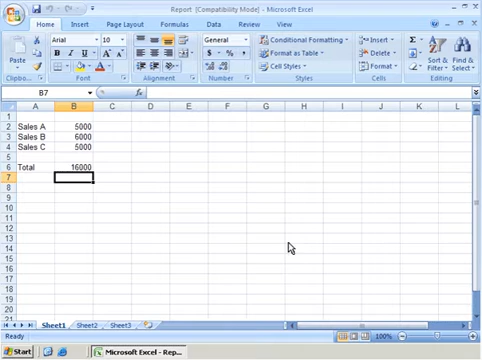 Report [Compatibility Mode] - Microsoft Excel
Home Insert Page Layout Formulas Data Review View
Paste
Clipboard
Arial 10
B I U
Font
Alignment
General
$ % ,
Number
Conditional Formatting
Format as Table
Cell Styles
Styles
Insert
Delete
Format
Cells
Sort & Filter
Find & Select
Editing
B7
A B C D E F G H I J K L
1
2 Sales A 5000
3 Sales B 6000
4 Sales C 5000
5
6 Total 16000
7
8
9
10
11
12
13
14
15
16
17
18
19
20
21
Sheet1 Sheet2 Sheet3
Ready 100%
Start Microsoft Excel - Rep...